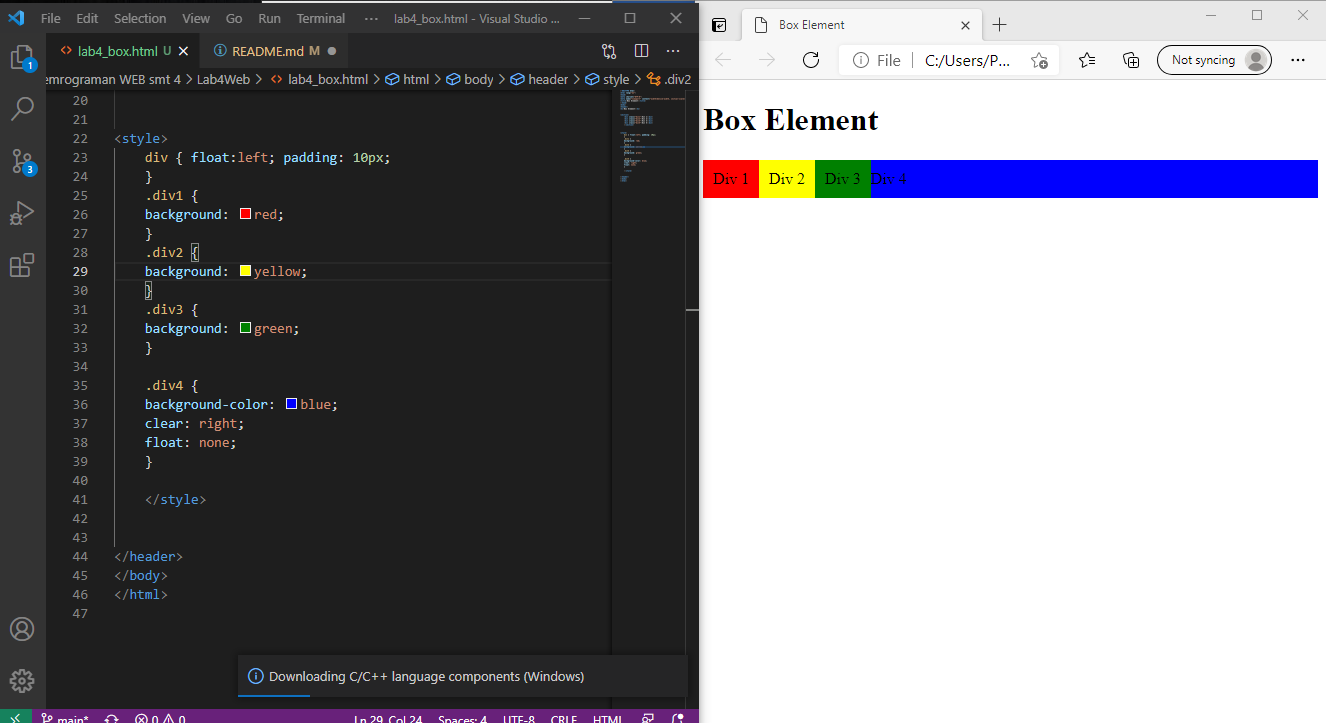 File Edit Selection View Go Run Terminal ··· lab4_box.html - Visual Studio ...
lab4_box.html U README.md M
emrograman WEB smt 4 > Lab4Web > lab4_box.html > html > body > header > style > .div2
20
21
22 <style>
23 div { float:left; padding: 10px;
24 }
25 .div1 {
26 background: red;
27 }
28 .div2 {
29 background: yellow;
30 }
31 .div3 {
32 background: green;
33 }
34
35 .div4 {
36 background-color: blue;
37 clear: right;
38 float: none;
39 }
40
41 </style>
42
43
44 </header>
45 </body>
46 </html>
47
1
3
Downloading C/C++ language components (Windows)
main* 0 0 Ln 29, Col 24 Spaces: 4 UTF-8 CRLF HTML
Box Element
File C:/Users/P... Not syncing
Box Element
Div 1 Div 2 Div 3 Div 4